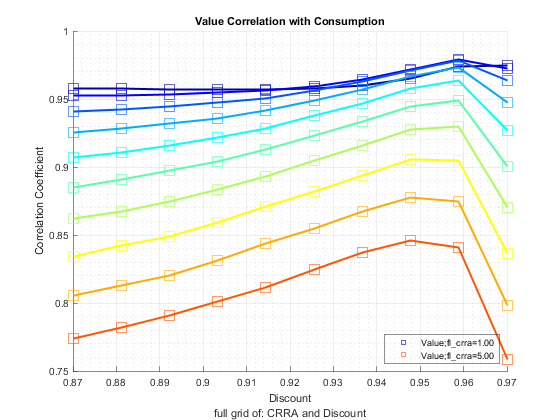 Value Correlation with Consumption
1
0.95
0.9
0.85
0.8
0.75
Correlation Coefficient
Value;fl_crra=1.00
Value;fl_crra=5.00
0.87 0.88 0.89 0.9 0.91 0.92 0.93 0.94 0.95 0.96 0.97
Discount
full grid of: CRRA and Discount